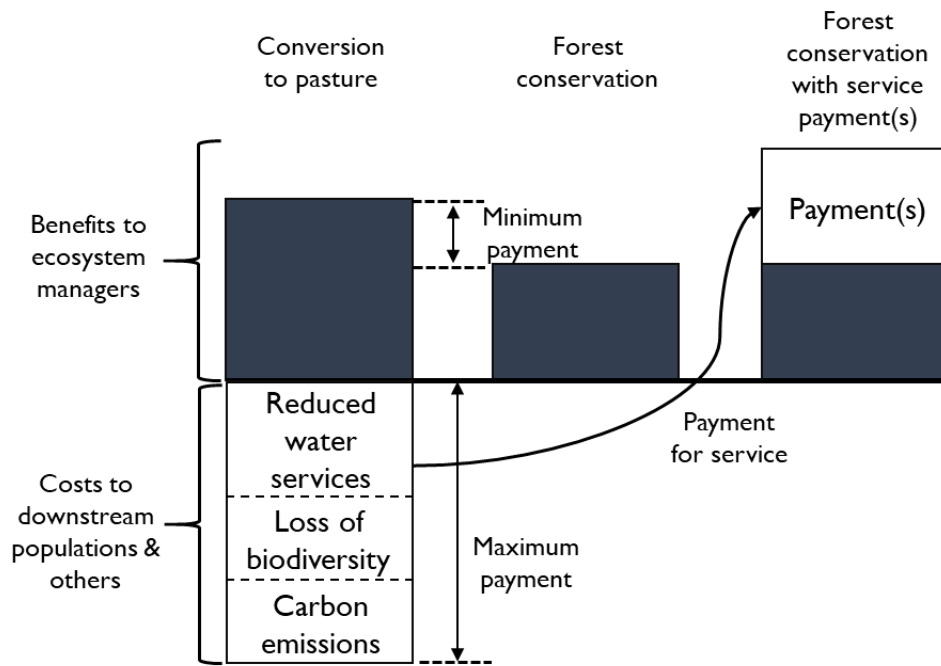 Conversion
to pasture
Forest
conservation
Forest
conservation
with service
payment(s)
Benefits to
ecosystem
managers
Minimum
payment
Payment(s)
Costs to
downstream
populations &
others
Reduced
water
services
Loss of
biodiversity
Carbon
emissions
Maximum
payment
Payment
for service